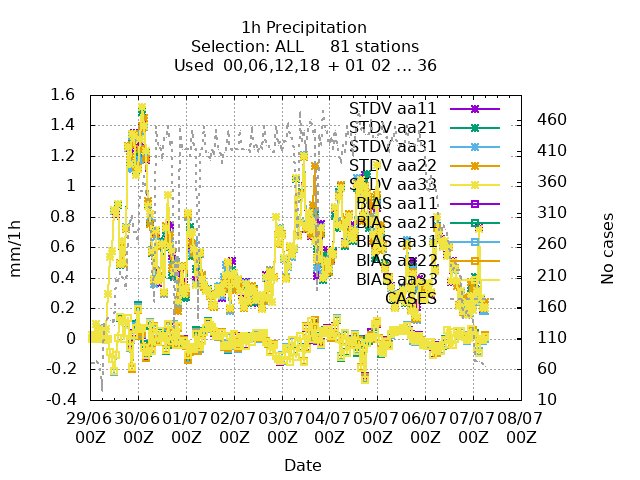 1h Precipitation
Selection: ALL 81 stations
Used 00,06,12,18 + 01 02 ... 36
1.6
1.4
1.2
1
0.8
0.6
0.4
0.2
0
-0.2
-0.4
mm/1h
STDV aa11
STDV aa21
STDV aa31
STDV aa22
STDV aa33
BIAS aa11
BIAS aa21
BIAS aa31
BIAS aa22
BIAS aa33
CASES
460
410
360
310
260
210
160
110
60
10
No cases
29/06 30/06 01/07 02/07 03/07 04/07 05/07 06/07 07/07 08/07
00Z 00Z 00Z 00Z 00Z 00Z 00Z 00Z 00Z 00Z
Date